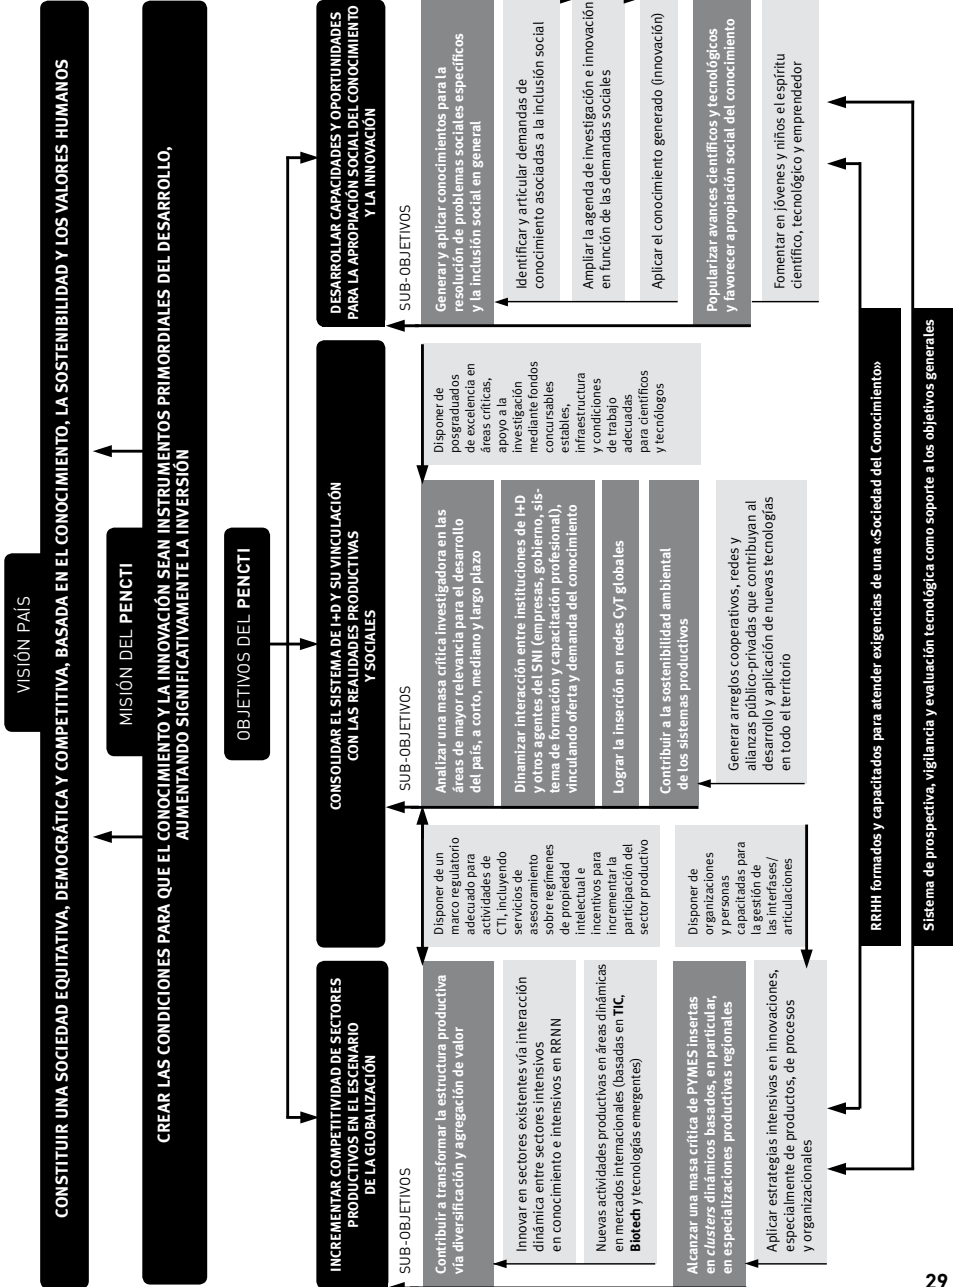 VISIÓN PAÍS
CONSTITUIR UNA SOCIEDAD EQUITATIVA, DEMOCRÁTICA Y COMPETITIVA, BASADA EN EL CONOCIMIENTO, LA SOSTENIBILIDAD Y LOS VALORES HUMANOS
MISIÓN DEL PENCTI
CREAR LAS CONDICIONES PARA QUE EL CONOCIMIENTO Y LA INNOVACIÓN SEAN INSTRUMENTOS PRIMORDIALES DEL DESARROLLO,
AUMENTANDO SIGNIFICATIVAMENTE LA INVERSIÓN
OBJETIVOS DEL PENCTI
INCREMENTAR COMPETITIVIDAD DE SECTORES
PRODUCTIVOS EN EL ESCENARIO
DE LA GLOBALIZACIÓN
SUB-OBJETIVOS
Contribuir a transformar la estructura productiva
vía diversificación y agregación de valor
Innovar en sectores existentes vía interacción
dinámica entre sectores intensivos
en conocimiento e intensivos en RRNN
Nuevas actividades productivas en áreas dinámicas
en mercados internacionales (basadas en TIC,
Biotech y tecnologías emergentes)
Alcanzar una masa crítica de PYMES insertas
en clusters dinámicos basados, en particular,
en especializaciones productivas regionales
Aplicar estrategias intensivas en innovaciones,
especialmente de productos, de procesos
y organizacionales
Disponer de un
marco regulatorio
adecuado para
actividades de
CTI, incluyendo
servicios de
asesoramiento
sobre regímenes
de propiedad
intelectual e
incentivos para
incrementar la
participación del
sector productivo
Disponer de
organizaciones
y personas
capacitadas para
la gestión de
las interfases/
articulaciones
CONSOLIDAR EL SISTEMA DE I+D Y SU VINCULACIÓN
CON LAS REALIDADES PRODUCTIVAS
Y SOCIALES
SUB-OBJETIVOS
Analizar una masa crítica investigadora en las
áreas de mayor relevancia para el desarrollo
del país, a corto, mediano y largo plazo
Dinamizar interacción entre instituciones de I+D
y otros agentes del SNI (empresas, gobierno, sis-
tema de formación y capacitación profesional),
vinculando oferta y demanda del conocimiento
Lograr la inserción en redes CyT globales
Contribuir a la sostenibilidad ambiental
de los sistemas productivos
Generar arreglos cooperativos, redes y
alianzas público-privadas que contribuyan al
desarrollo y aplicación de nuevas tecnologías
en todo el territorio
Disponer de
posgraduados
de excelencia en
áreas críticas,
apoyo a la
investigación
mediante fondos
concursables
estables,
infraestructura
y condiciones
de trabajo
adecuadas
para científicos
y tecnólogos
DESARROLLAR CAPACIDADES Y OPORTUNIDADES
PARA LA APROPIACIÓN SOCIAL DEL CONOCIMIENTO
Y LA INNOVACIÓN
SUB-OBJETIVOS
Generar y aplicar conocimientos para la
resolución de problemas sociales específicos
y la inclusión social en general
Identificar y articular demandas de
conocimiento asociadas a la inclusión social
Ampliar la agenda de investigación e innovación
en función de las demandas sociales
Aplicar el conocimiento generado (innovación)
Popularizar avances científicos y tecnológicos
y favorecer apropiación social del conocimiento
Fomentar en jóvenes y niños el espíritu
científico, tecnológico y emprendedor
RRHH formados y capacitados para atender exigencias de una «Sociedad del Conocimiento»
Sistema de prospectiva, vigilancia y evaluación tecnológica como soporte a los objetivos generales
29